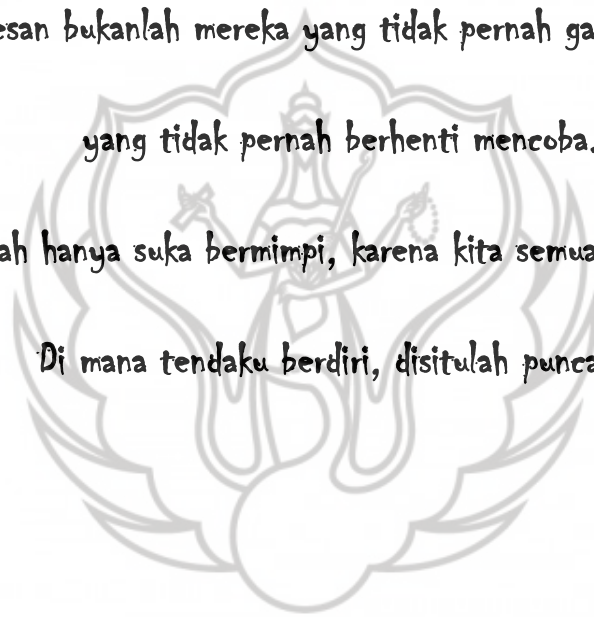 esan bukanlah mereka yang tidak pernah ga
yang tidak pernah berhenti mencoba.
ah hanya suka bermimpi, karena kita semua
Di mana tendaku berdiri, disitulah punca